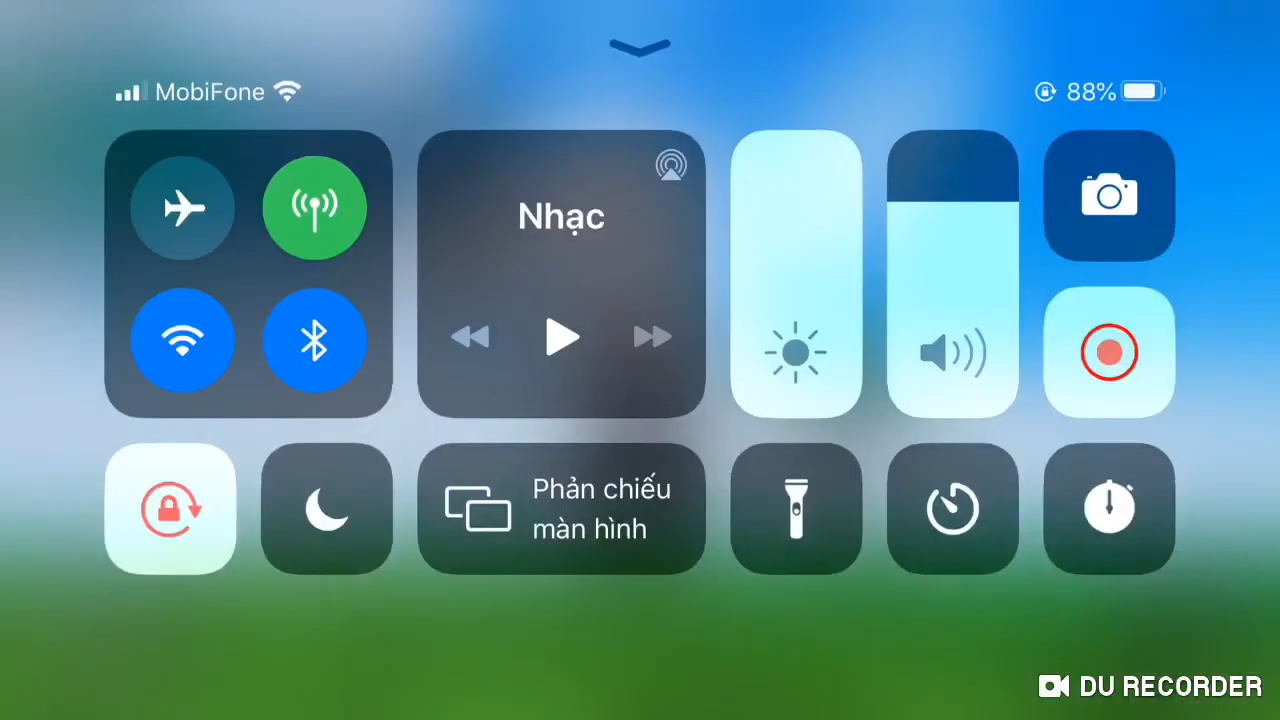 MobiFone
88%
Nhạc
Phản chiếu
màn hình
DU RECORDER